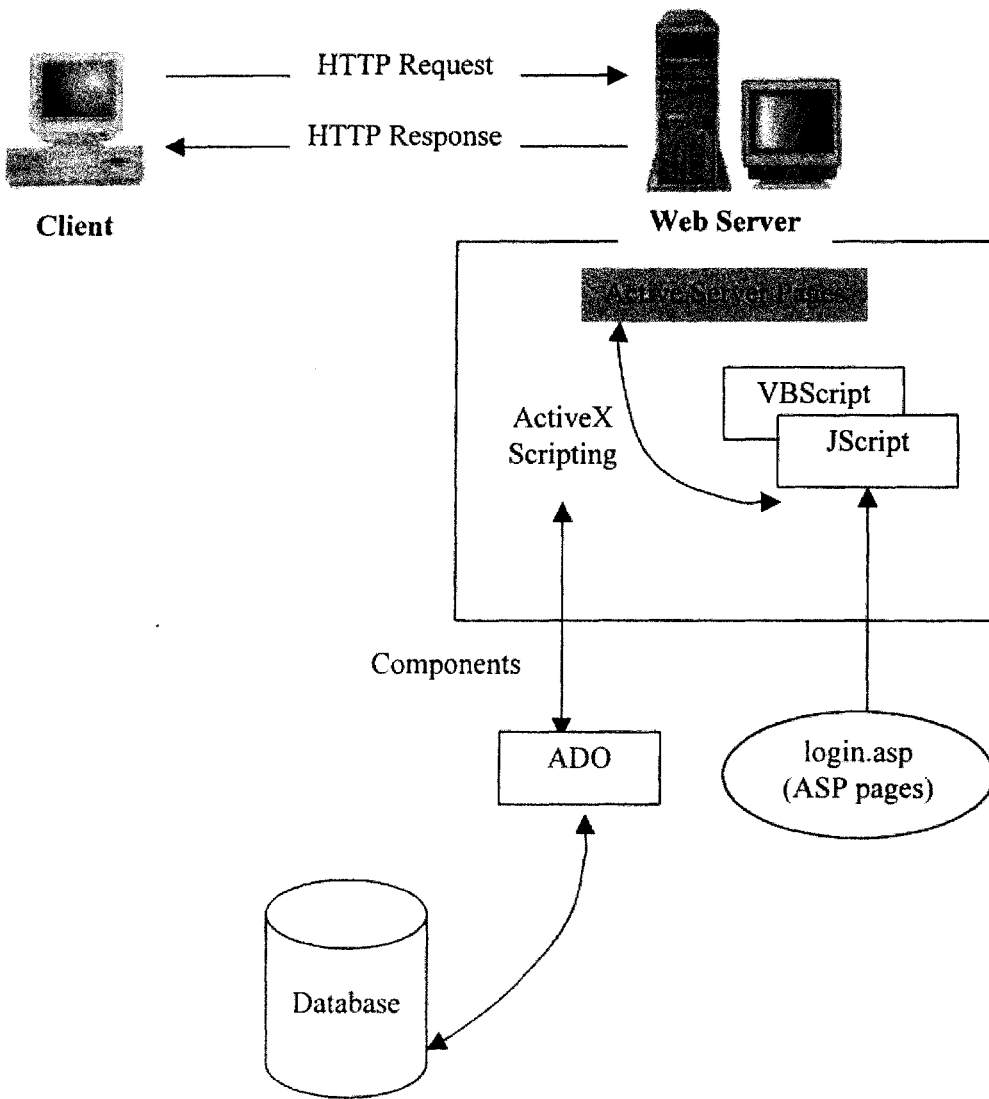 HTTP Request
HTTP Response
Client
Web Server
Active Server Pages
VBScript
JScript
ActiveX
Scripting
Components
ADO
login.asp
(ASP pages)
Database